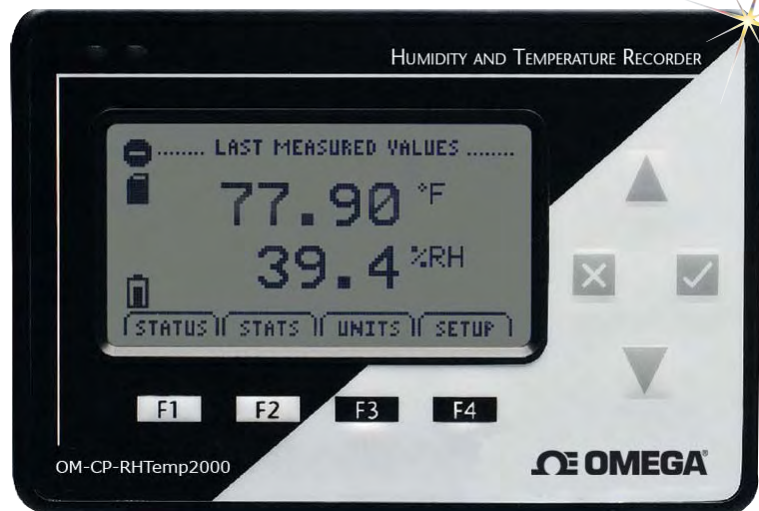 HUMIDITY AND TEMPERATURE RECORDER
........ LAST MEASURED VALUES ........
77.90 °F
39.4 %RH
STATUS STATS UNITS SETUP
F1 F2 F3 F4
OM-CP-RHTemp2000
OMEGA®